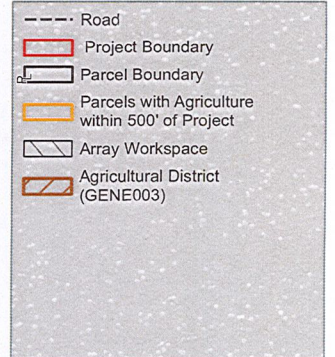 Road
Project Boundary
Parcel Boundary
Parcels with Agriculture
within 500' of Project
Array Workspace
Agricultural District
(GENE003)